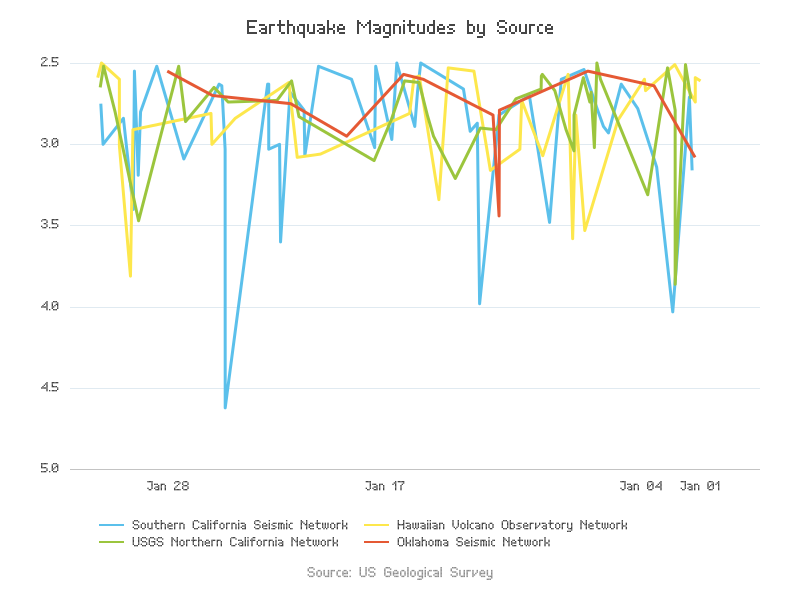 Earthquake Magnitudes by Source
2.5
3.0
3.5
4.0
4.5
5.0
Jan 28 Jan 17 Jan 04 Jan 01
Southern California Seismic Network Hawaiian Volcano Observatory Network
USGS Northern California Network Oklahoma Seismic Network
Source: US Geological Survey